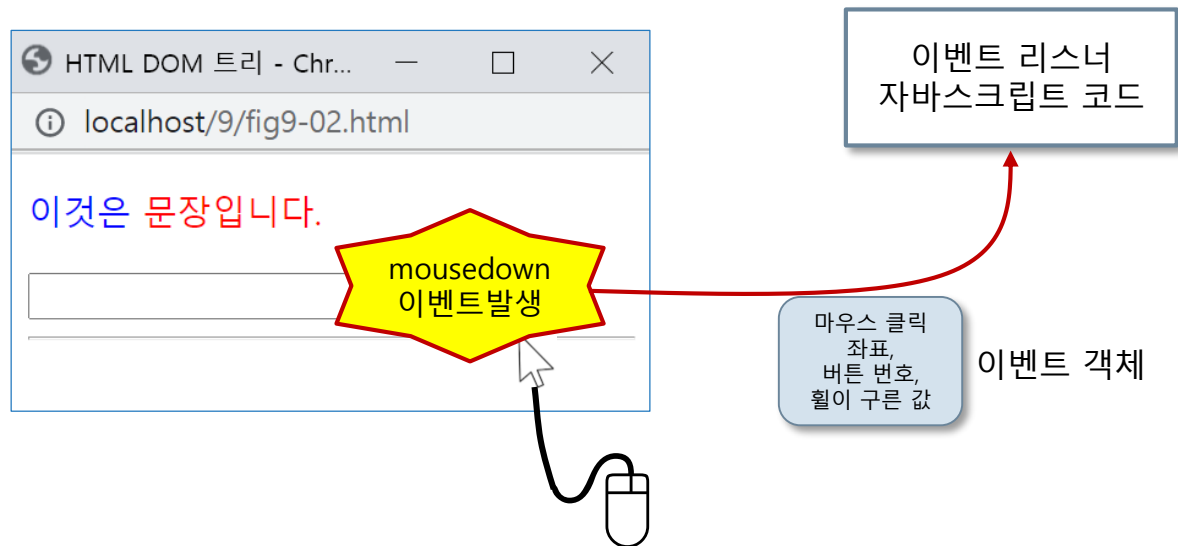 HTML DOM 트리 - Chr...
localhost/9/fig9-02.html
이것은 문장입니다.
mousedown
이벤트발생
이벤트 리스너
자바스크립트 코드
마우스 클릭
좌표,
버튼 번호,
휠이 구른 값
이벤트 객체